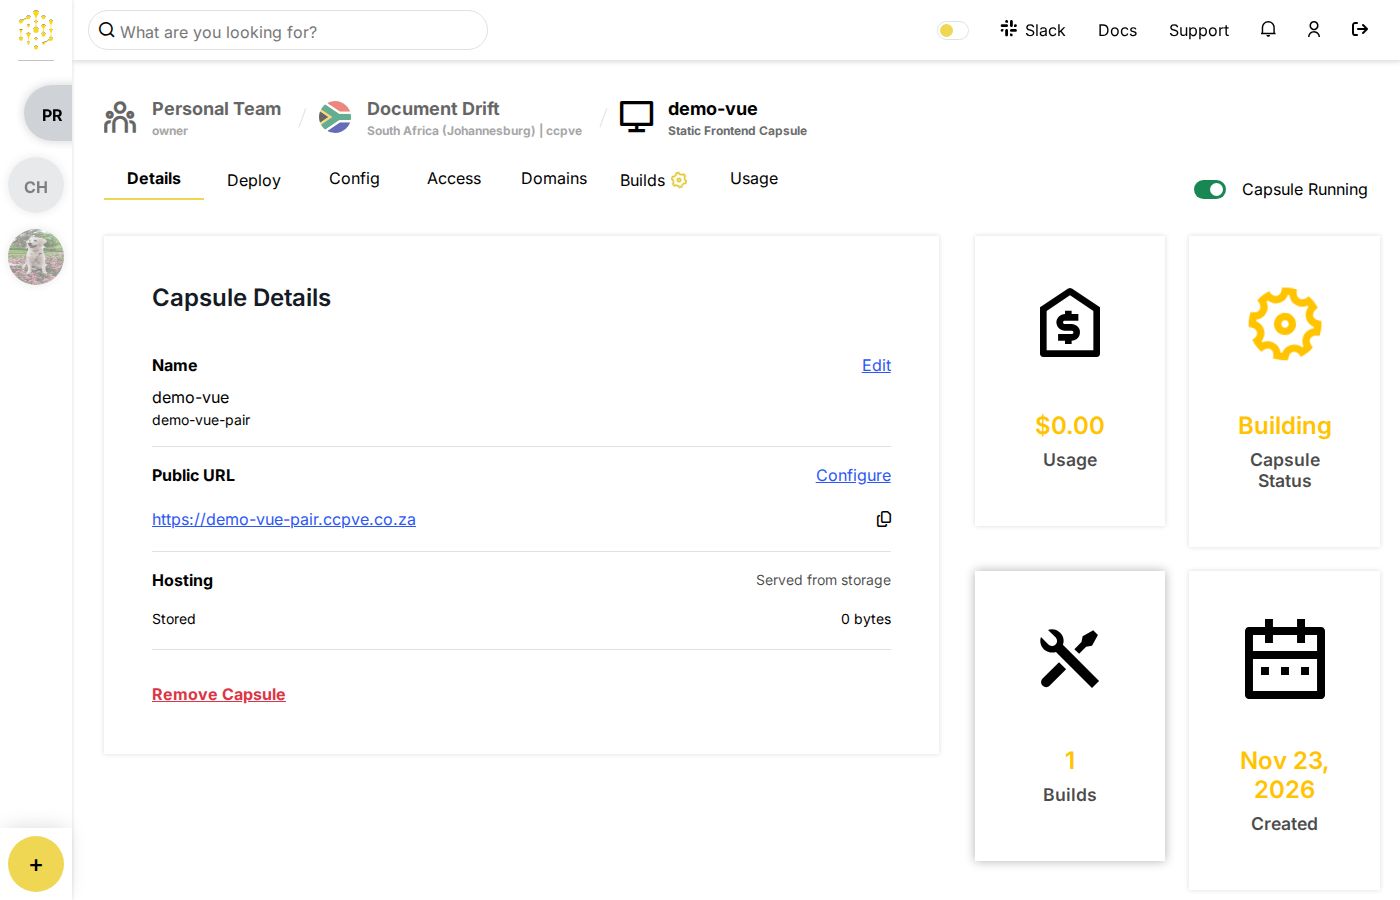 What are you looking for?
Slack
Docs
Support
PR
CH
Personal Team
owner
/
Document Drift
South Africa (Johannesburg) | ccpve
/
demo-vue
Static Frontend Capsule
Details
Deploy
Config
Access
Domains
Builds
Usage
Capsule Running
Capsule Details
Name
Edit
demo-vue
demo-vue-pair
Public URL
Configure
https://demo-vue-pair.ccpve.co.za
Hosting
Served from storage
Stored
0 bytes
Remove Capsule
$0.00
Usage
Building
Capsule
Status
1
Builds
Nov 23,
2026
Created
+